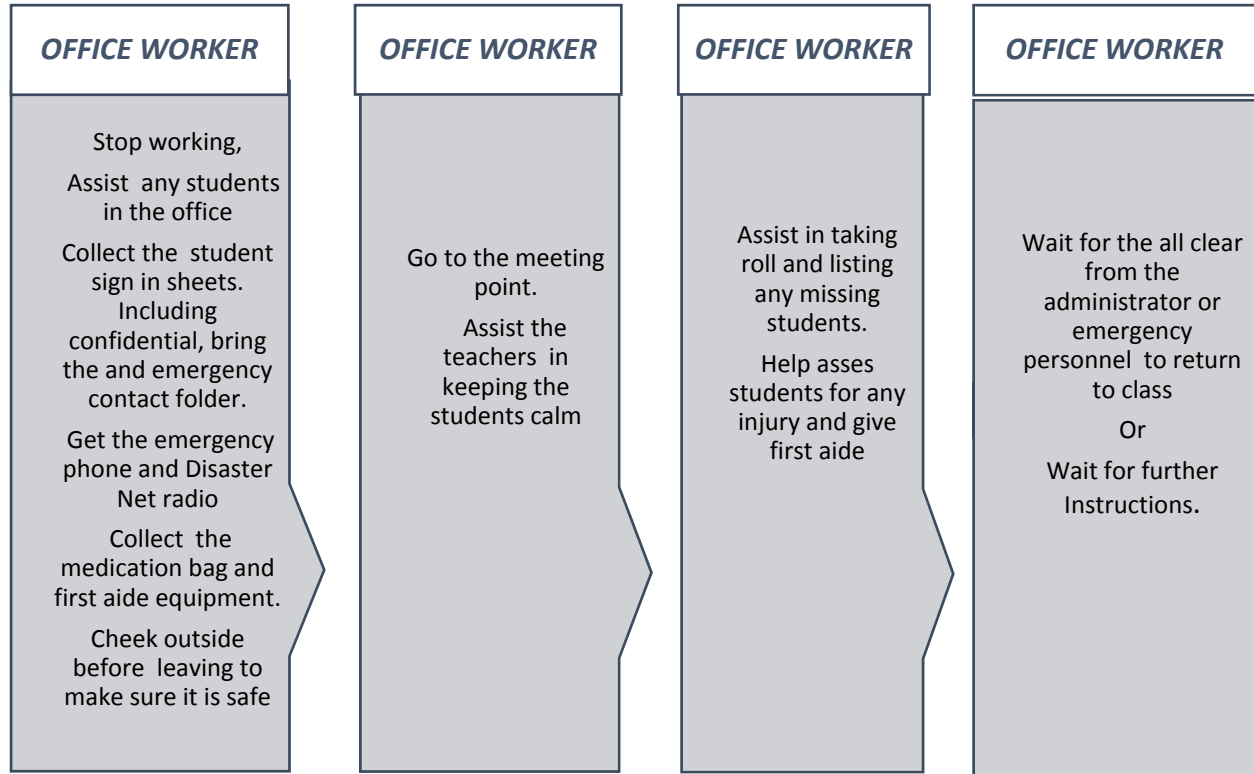 OFFICE WORKER
Stop working,
Assist any students
in the office
Collect the student
sign in sheets.
Including
confidential, bring
the and emergency
contact folder.
Get the emergency
phone and Disaster
Net radio
Collect the
medication bag and
first aide equipment.
Cheek outside
before leaving to
make sure it is safe
OFFICE WORKER
Go to the meeting
point.
Assist the
teachers in
keeping the
students calm
OFFICE WORKER
Assist in taking
roll and listing
any missing
students.
Help asses
students for any
injury and give
first aide
OFFICE WORKER
Wait for the all clear
from the
administrator or
emergency
personnel to return
to class
Or
Wait for further
Instructions.